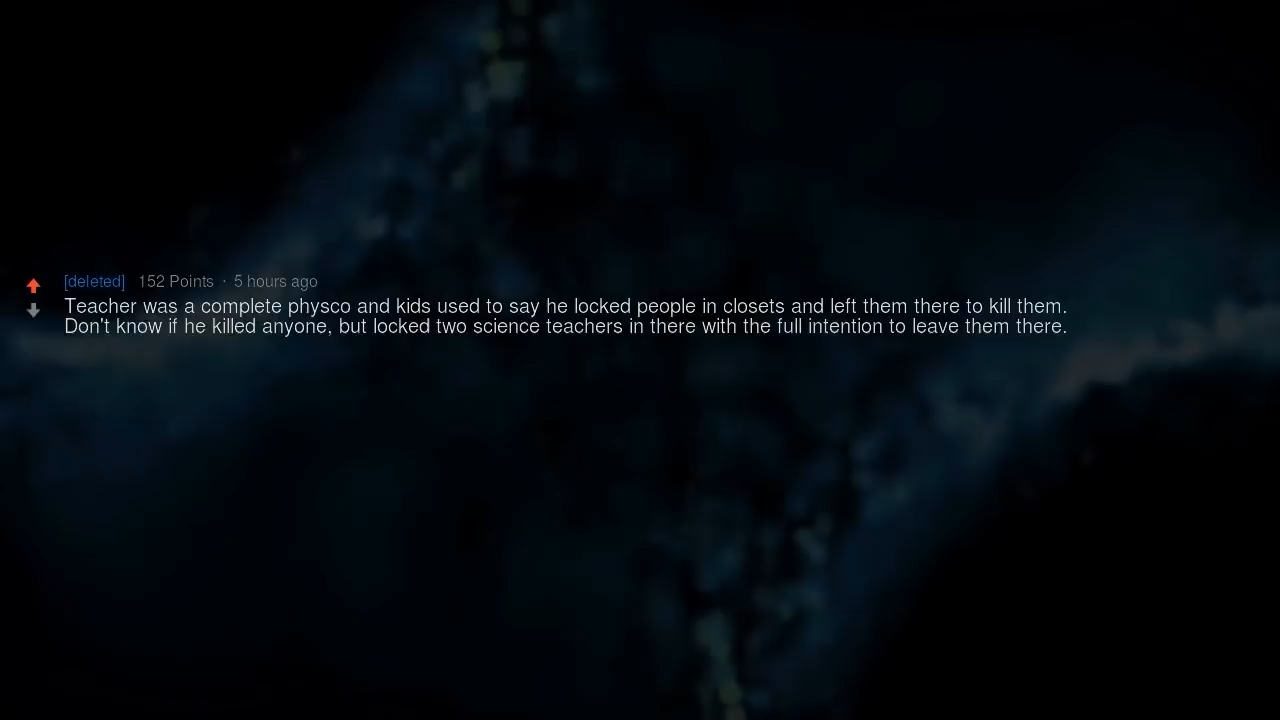 [deleted] 152 Points · 5 hours ago
Teacher was a complete physco and kids used to say he locked people in closets and left them there to kill them.
Don't know if he killed anyone, but locked two science teachers in there with the full intention to leave them there.